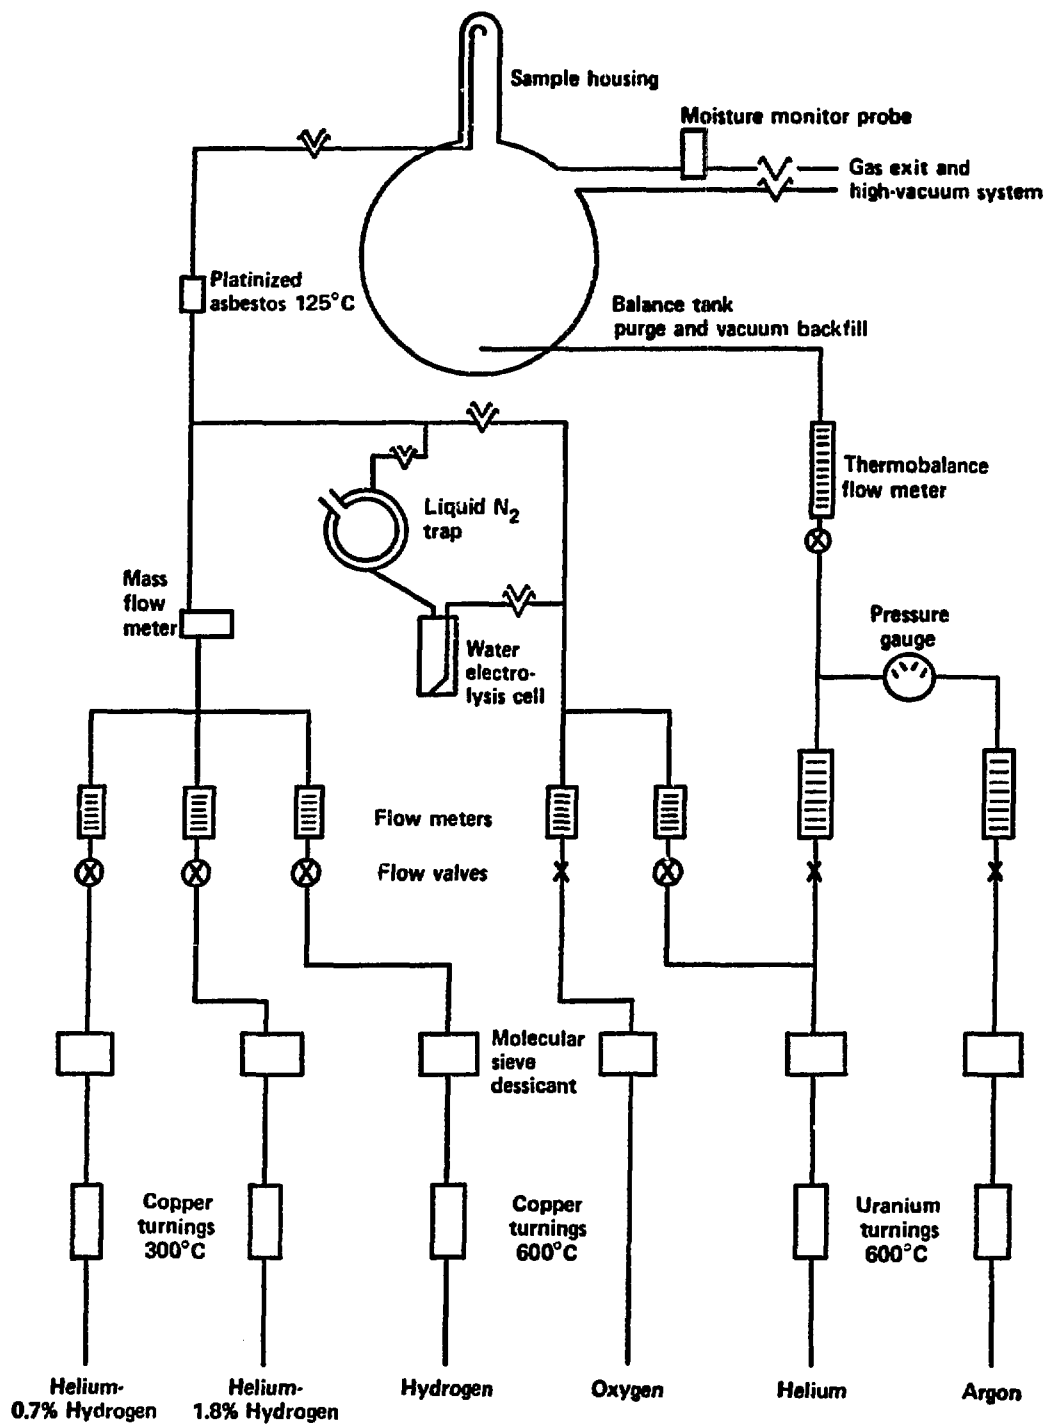 Sample housing
Moisture monitor probe
Gas exit and
high-vacuum system
Platinized
asbestos 125°C
Balance tank
purge and vacuum backfill
Thermobalance
flow meter
Liquid N₂
trap
Mass
flow
meter
Pressure
gauge
Water
electro-
lysis cell
Flow meters
Flow valves
Molecular
sieve
dessicant
Copper
turnings
300°C
Copper
turnings
600°C
Uranium
turnings
600°C
Helium-
0.7% Hydrogen
Helium-
1.8% Hydrogen
Hydrogen
Oxygen
Helium
Argon